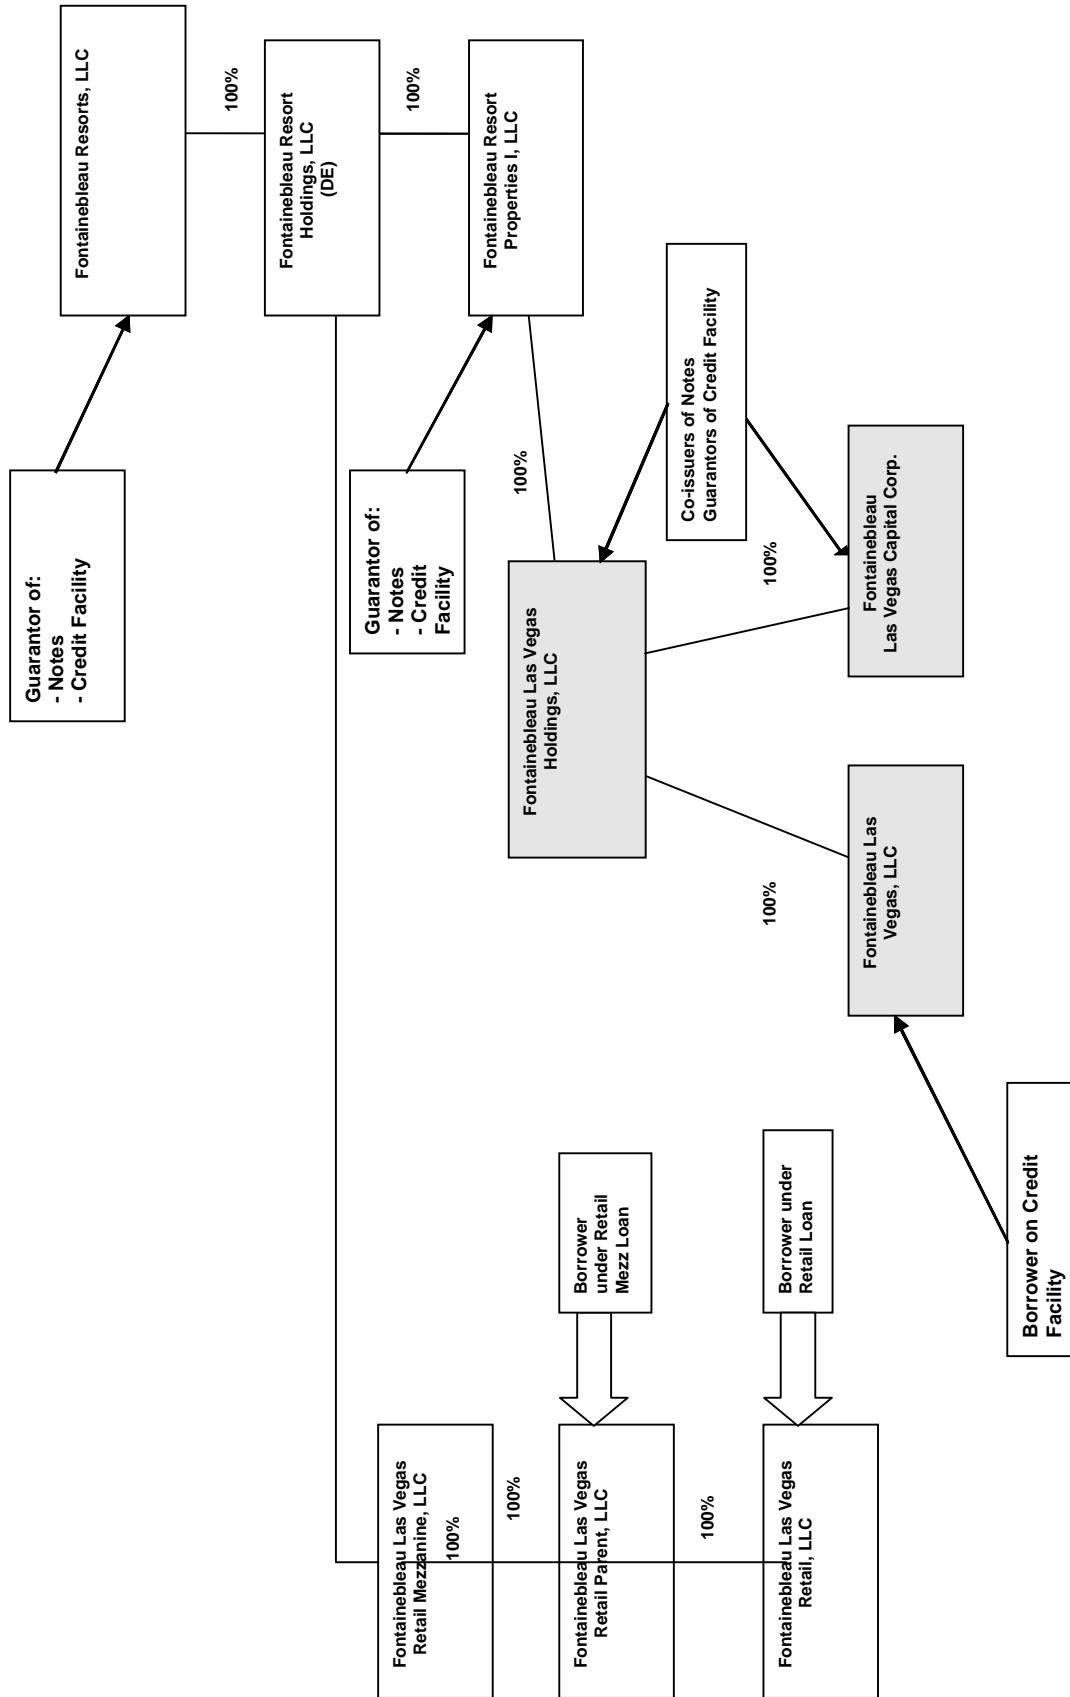 Guarantor of:
- Notes
- Credit Facility
Fontainebleau Resorts, LLC
100%
Fontainebleau Resort
Holdings, LLC
(DE)
100%
Guarantor of:
- Notes
- Credit
Facility
Fontainebleau Resort
Properties I, LLC
100%
Fontainebleau Las Vegas
Holdings, LLC
Co-issuers of Notes
Guarantors of Credit Facility
100%
100%
Fontainebleau Las
Vegas, LLC
Fontainebleau
Las Vegas Capital Corp.
Borrower on Credit
Facility
Fontainebleau Las Vegas
Retail Mezzanine, LLC
100%
100%
Fontainebleau Las Vegas
Retail Parent, LLC
Borrower
under Retail
Mezz Loan
100%
Fontainebleau Las Vegas
Retail, LLC
Borrower under
Retail Loan